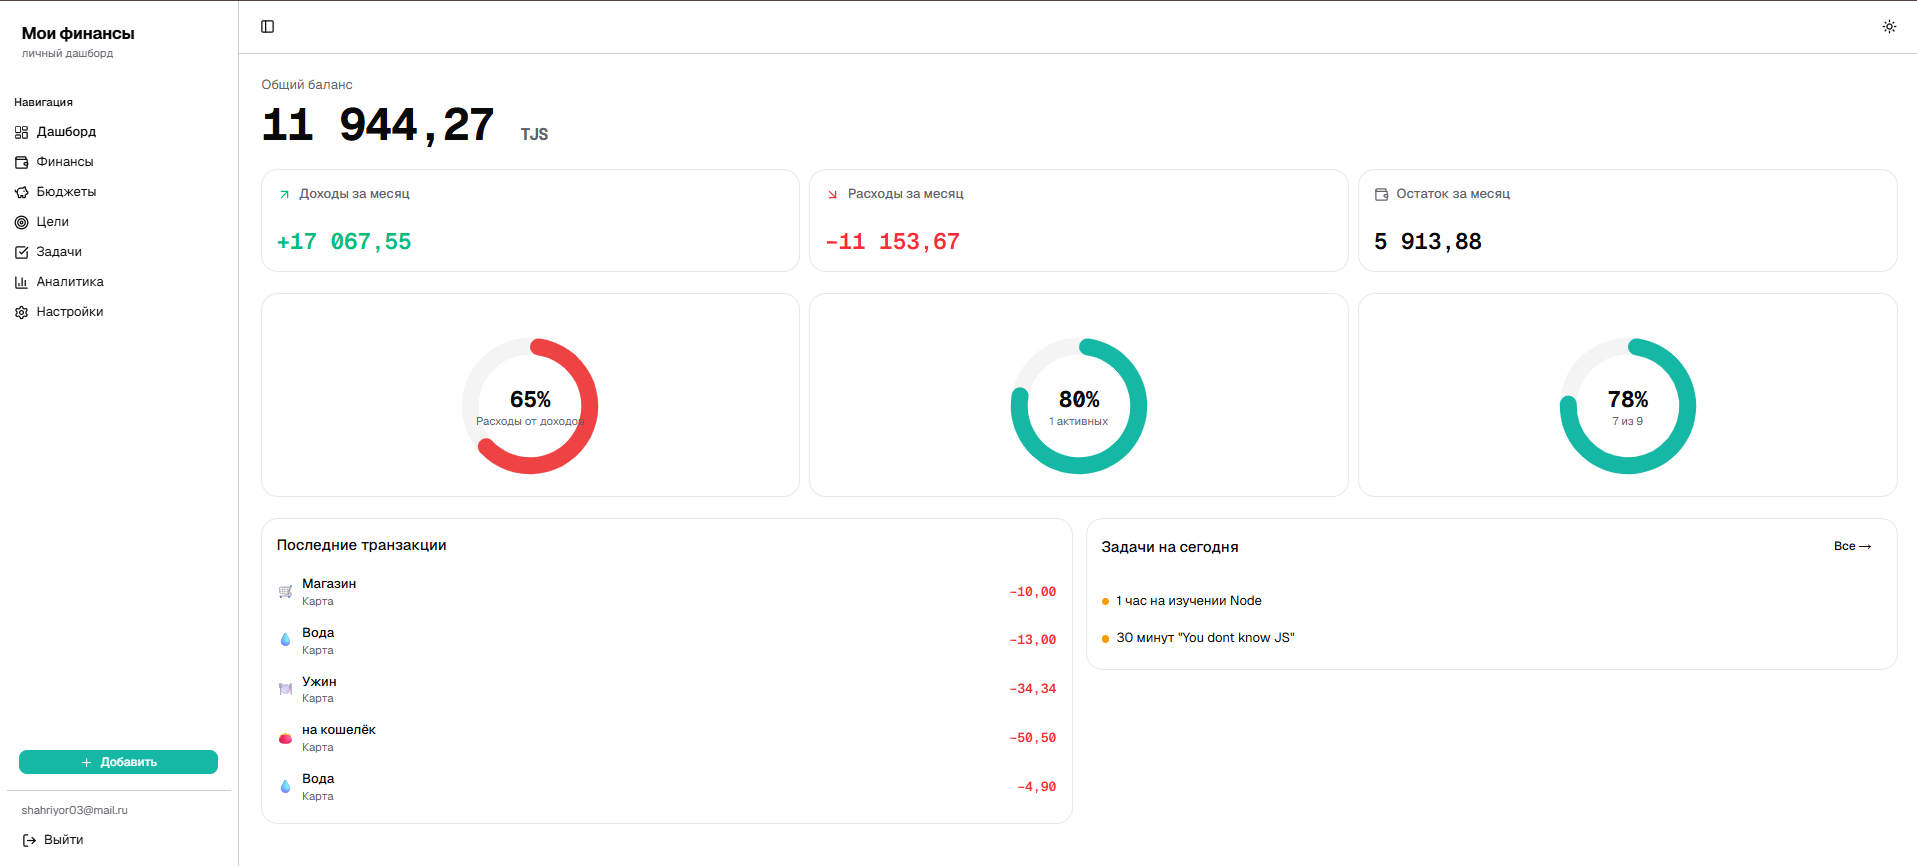 Мои финансы
личный дашборд
Навигация
Дашборд
Финансы
Бюджеты
Цели
Задачи
Аналитика
Настройки
+ Добавить
shahriyor03@mail.ru
Выйти
Общий баланс
11 944,27 TJS
Доходы за месяц
+17 067,55
Расходы за месяц
-11 153,67
Остаток за месяц
5 913,88
65%
Расходы от доходов
80%
1 активных
78%
7 из 9
Последние транзакции
Магазин
Карта
-10,00
Вода
Карта
-13,00
Ужин
Карта
-34,34
на кошелёк
Карта
-50,50
Вода
Карта
-4,90
Задачи на сегодня
Все →
1 час на изучении Node
30 минут "You dont know JS"